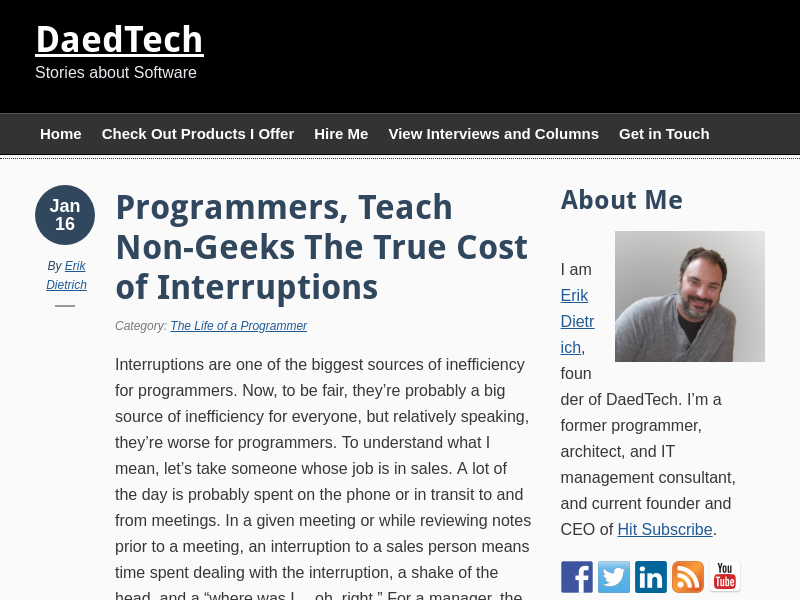 DaedTech
Stories about Software
Home Check Out Products I Offer Hire Me View Interviews and Columns Get in Touch
Jan
16
By Erik
Dietrich
Programmers, Teach
Non-Geeks The True Cost
of Interruptions
Category: The Life of a Programmer
Interruptions are one of the biggest sources of inefficiency
for programmers. Now, to be fair, they’re probably a big
source of inefficiency for everyone, but relatively speaking,
they’re worse for programmers. To understand what I
mean, let’s take someone whose job is in sales. A lot of
the day is probably spent on the phone or in transit to and
from meetings. In a given meeting or while reviewing notes
prior to a meeting, an interruption to a sales person means
time spent dealing with the interruption, a shake of the
head, and a “where was I… oh, right.” For a manager, the
About Me
I am
Erik
Dietr
ich,
foun
der of DaedTech. I’m a
former programmer,
architect, and IT
management consultant,
and current founder and
CEO of Hit Subscribe.
You
Tube